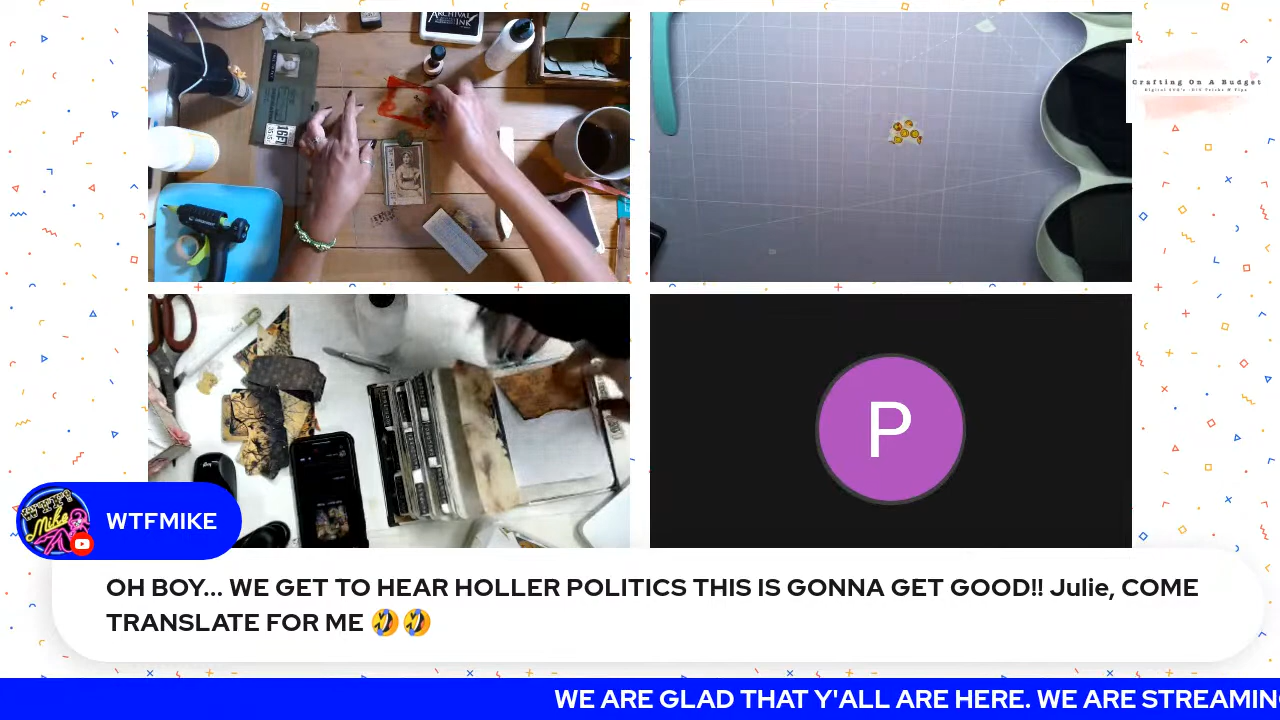 ARCHIVAL
INK
Crafting On A Budget
P
WTFMIKE
OH BOY... WE GET TO HEAR HOLLER POLITICS THIS IS GONNA GET GOOD!! Julie, COME
TRANSLATE FOR ME 🤣🤣
WE ARE GLAD THAT Y'ALL ARE HERE. WE ARE STREAMIN